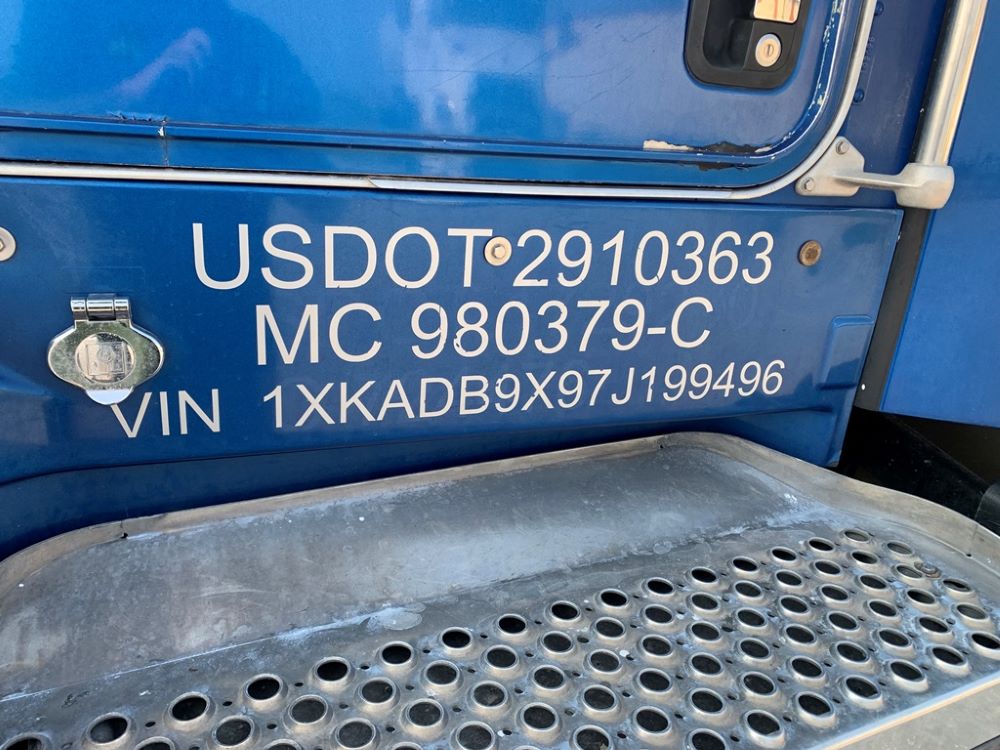 USDOT 2910363
MC 980379-C
VIN 1XKADB9X97J199496